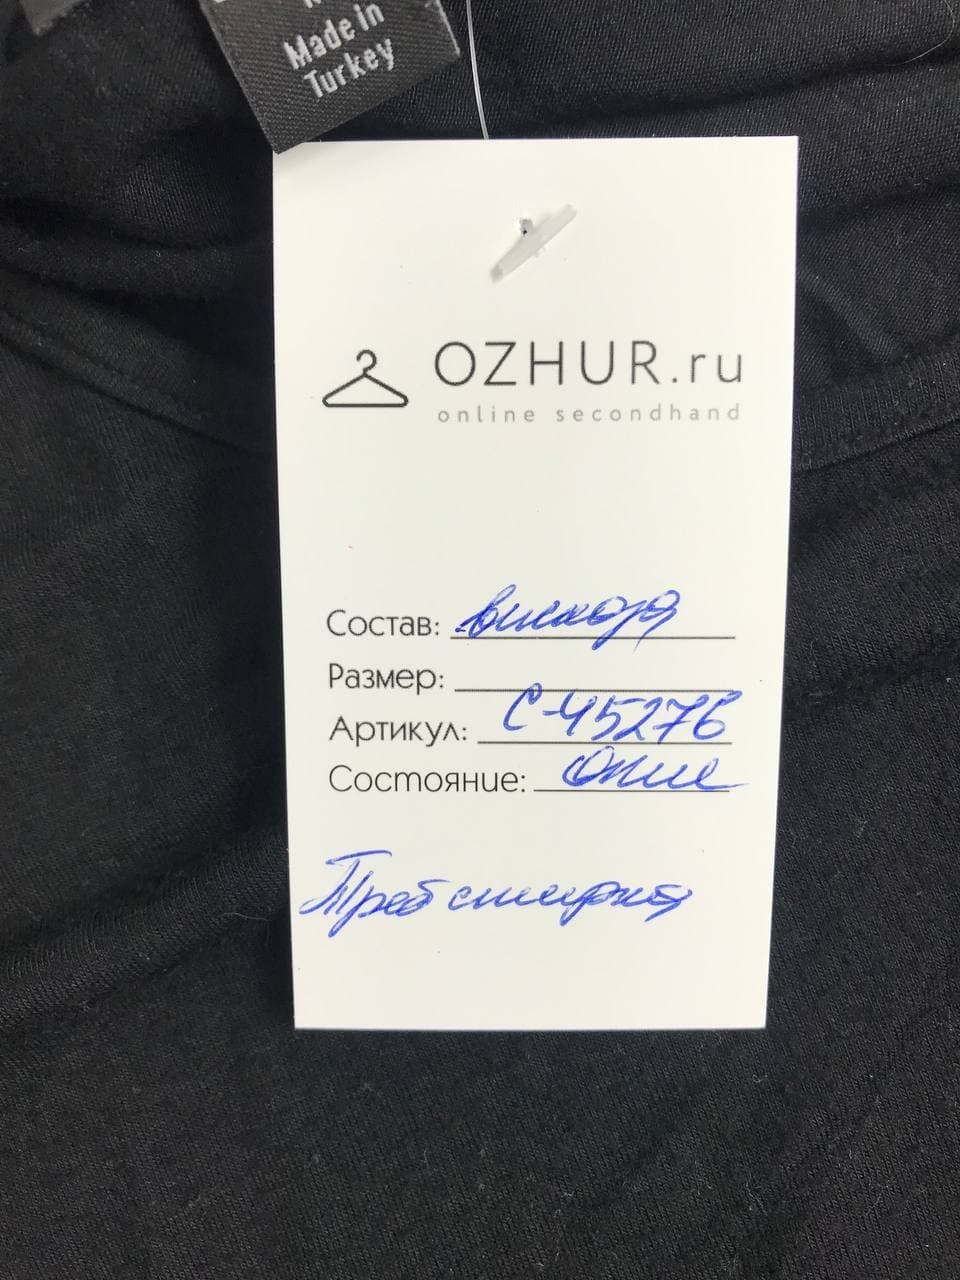 Made in
Turkey
OZHUR.ru
online secondhand
Состав: вискоза
Размер:
Артикул: С-45276
Состояние: Отл
Треб стирка